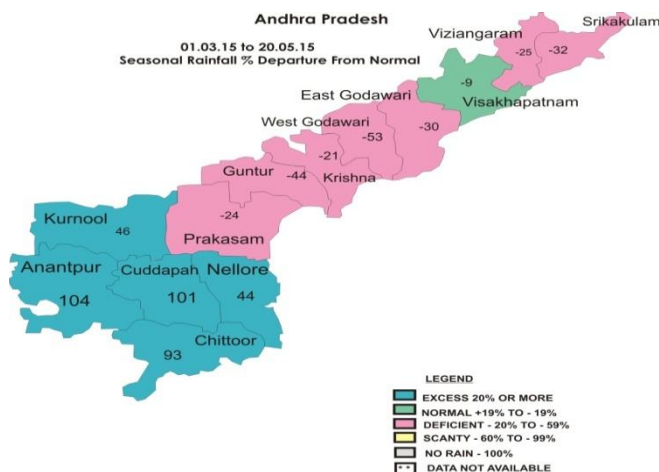 Andhra Pradesh
01.03.15 to 20.05.15
Seasonal Rainfall % Departure From Normal
Srikakulam
Viziangaram
-25
-32
-9
Visakhapatnam
East Godawari
-30
West Godawari
-53
-21
Krishna
Guntur
-44
-24
Prakasam
Kurnool
46
Anantpur
104
Cuddapah
101
Nellore
44
93
Chittoor
LEGEND
EXCESS 20% OR MORE
NORMAL +19% TO - 19%
DEFICIENT - 20% TO - 59%
SCANTY - 60% TO - 99%
NO RAIN - 100%
DATA NOT AVAILABLE